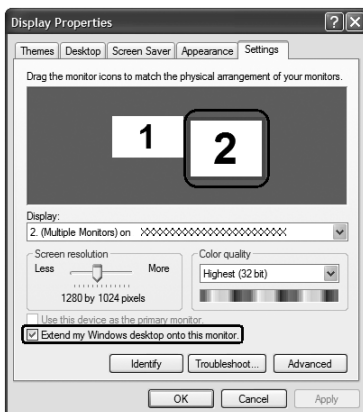 Display Properties
Themes Desktop Screen Saver Appearance Settings
Drag the monitor icons to match the physical arrangement of your monitors.
1 2
Display:
2. (Multiple Monitors) on XXXXXXXXXXXXXXXXXXXXX
Screen resolution
Less More
1280 by 1024 pixels
Color quality
Highest (32 bit)
Use this device as the primary monitor.
Extend my Windows desktop onto this monitor.
Identify Troubleshoot... Advanced
OK Cancel Apply